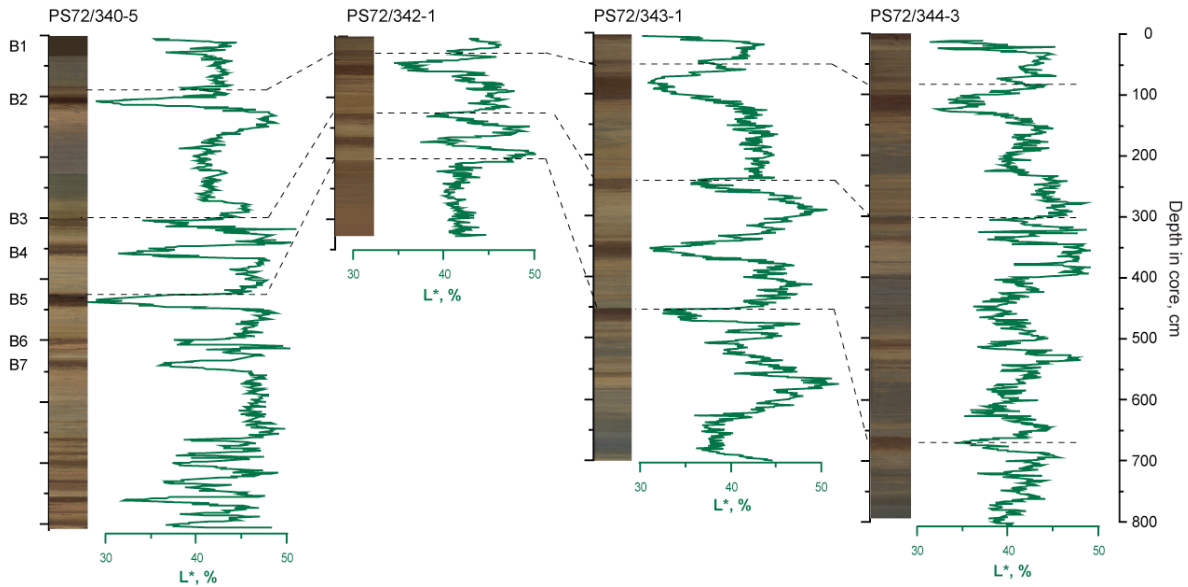 PS72/340-5
PS72/342-1
PS72/343-1
PS72/344-3
B1
B2
B3
B4
B5
B6
B7
30 40 50
L*, %
30 40 50
L*, %
30 40 50
L*, %
30 40 50
L*, %
0
100
200
300
400
500
600
700
800
Depth in core, cm